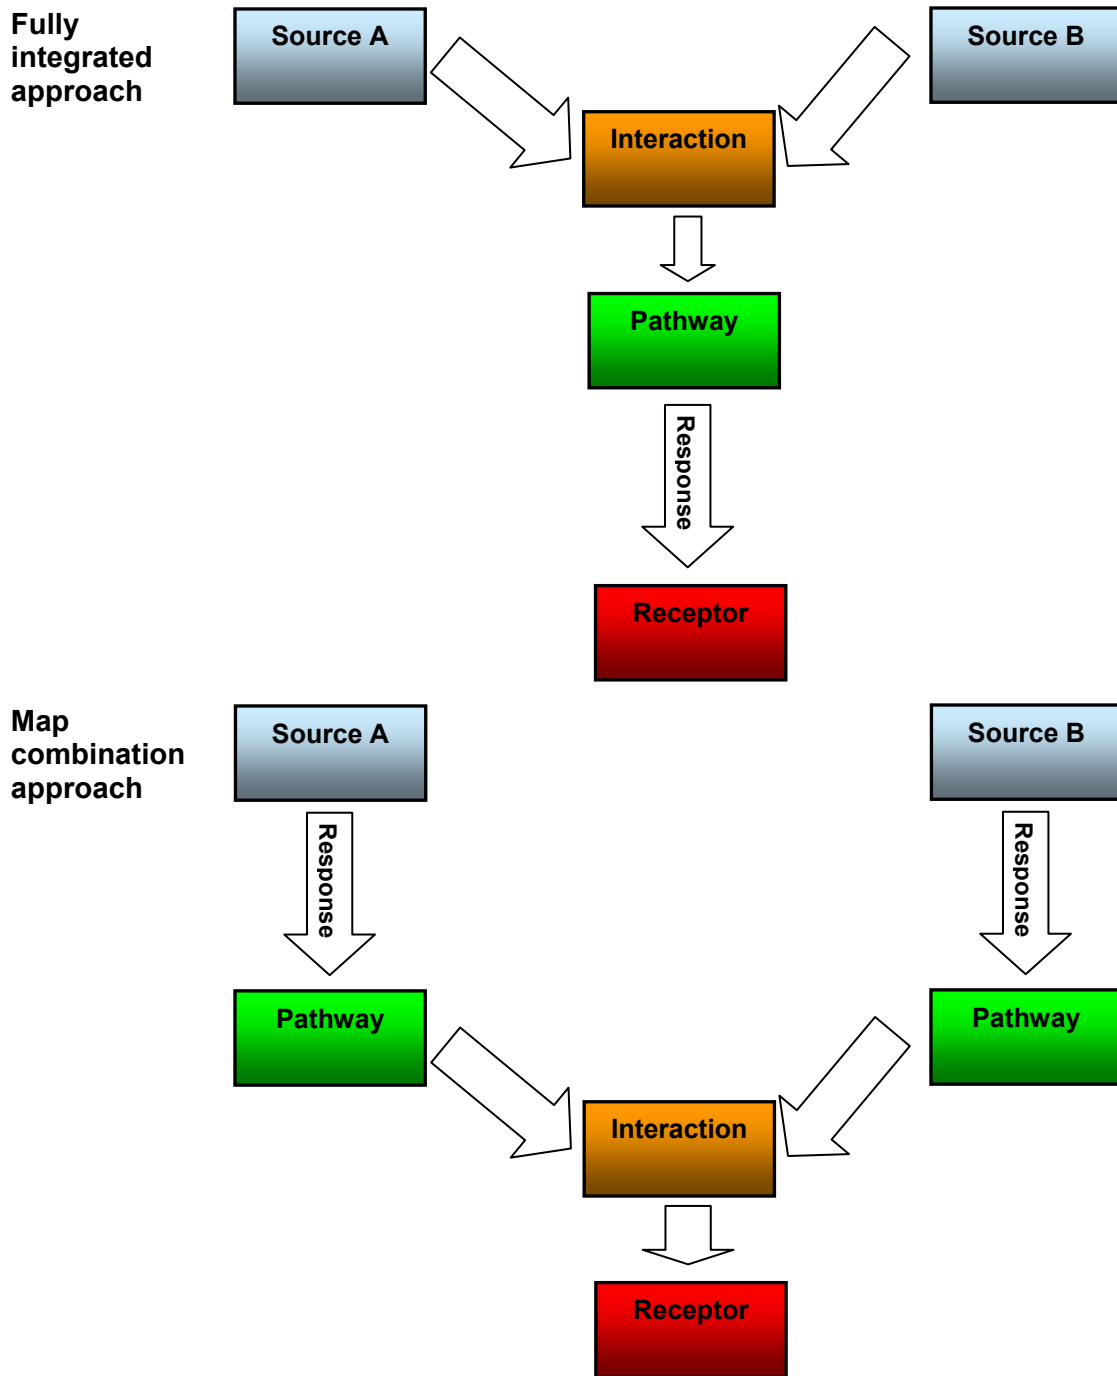 Fully
integrated
approach
Source A
Source B
Interaction
Pathway
Response
Receptor
Map
combination
approach
Source A
Source B
Response
Response
Pathway
Pathway
Interaction
Receptor